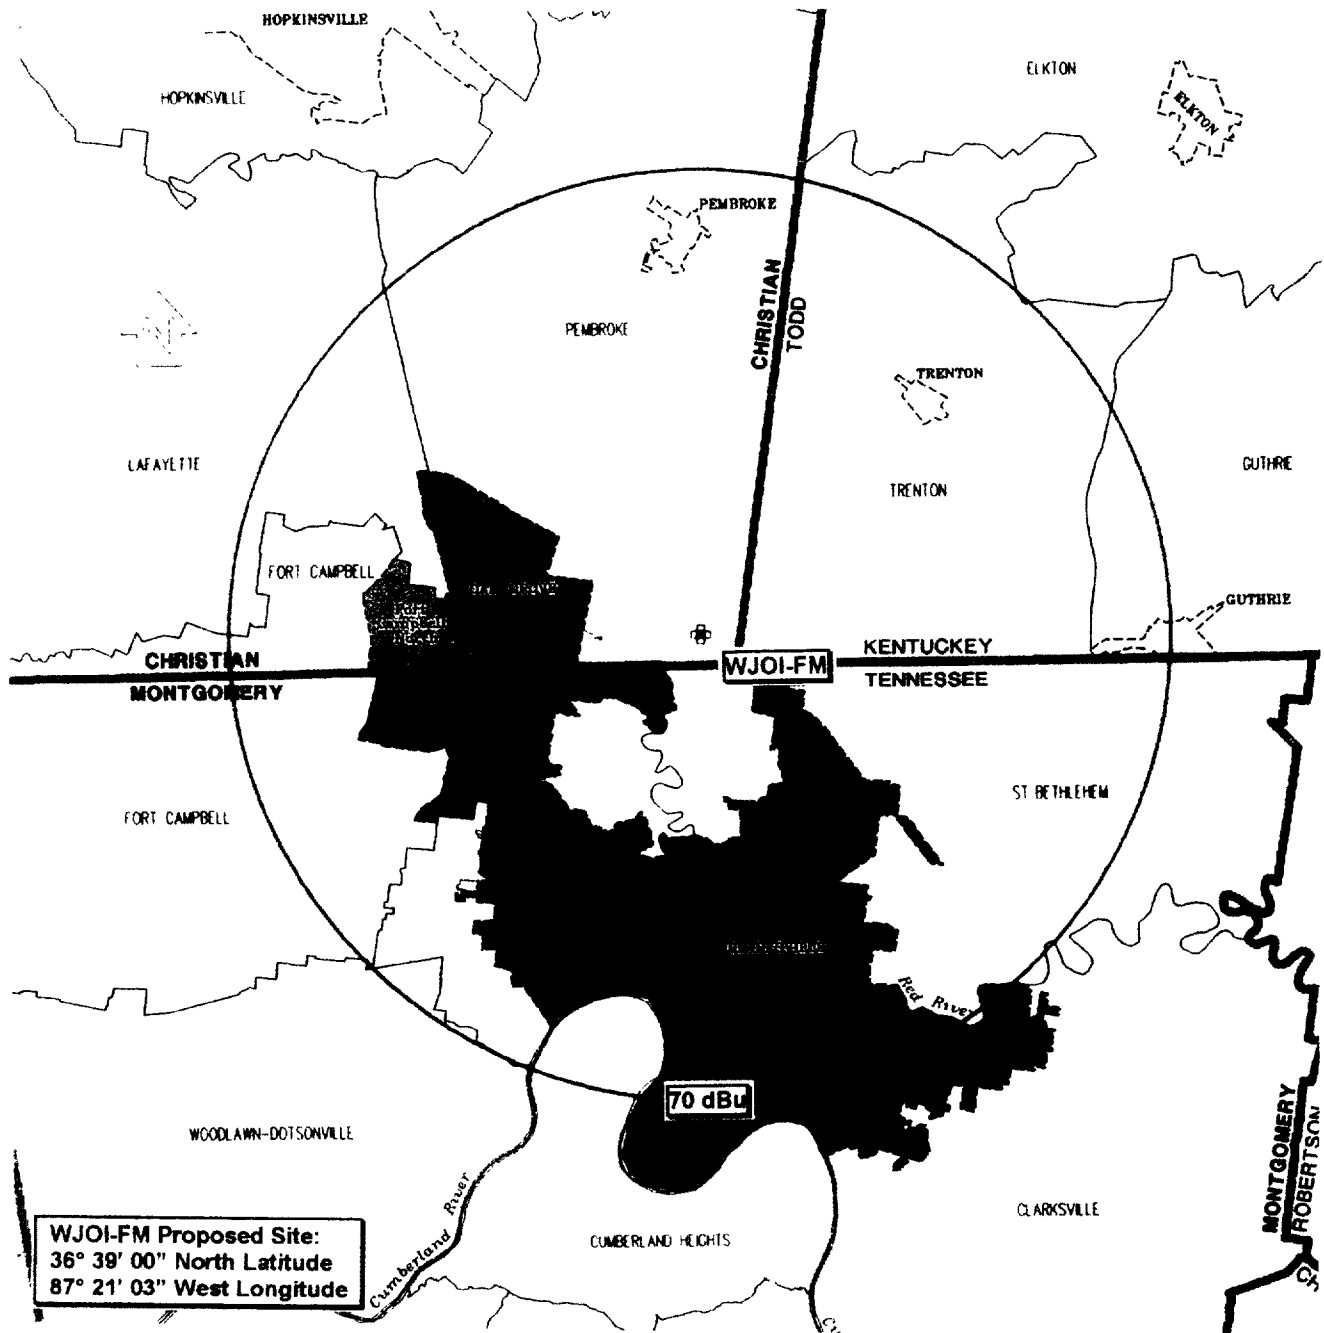 HOPKINSVILLE
HOPKINSVILLE
ELKTON
ELKTON
PEMBROKE
CHRISTIAN
TODD
PEMBROKE
TRENTON
LAFAYETTE
GUTHRIE
TRENTON
FORT CAMPBELL
GUTHRIE
CHRISTIAN
MONTGOMERY
WJOI-FM
KENTUCKY
TENNESSEE
ST BETHLEHEM
FORT CAMPBELL
Red River
70 dBu
WOODLAWN-DOTSONVILLE
MONTGOMERY
ROBERTSON
Cumberland River
CLARKSVILLE
CUMBERLAND HEIGHTS
WJOI-FM Proposed Site:
36° 39' 00" North Latitude
87° 21' 03" West Longitude